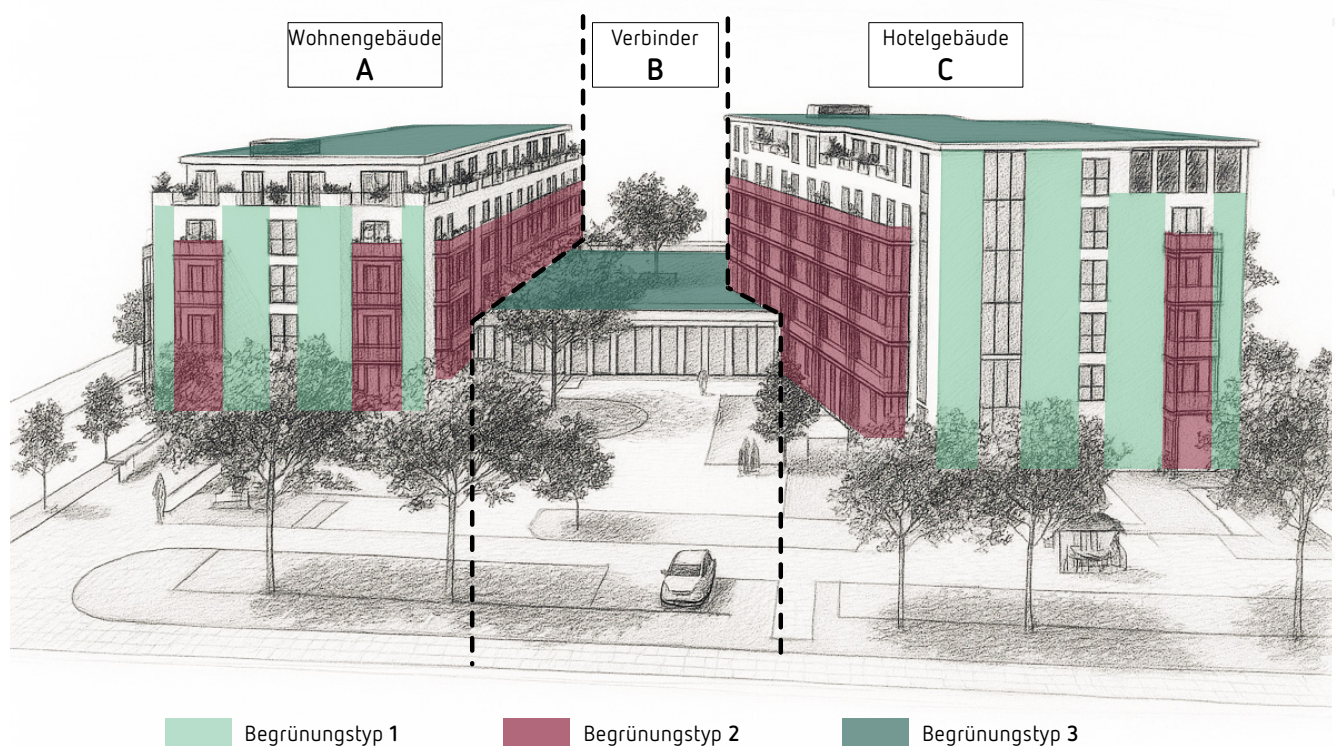 Wohnengebäude
A
Verbinder
B
Hotelgebäude
C
Begrünungstyp 1
Begrünungstyp 2
Begrünungstyp 3